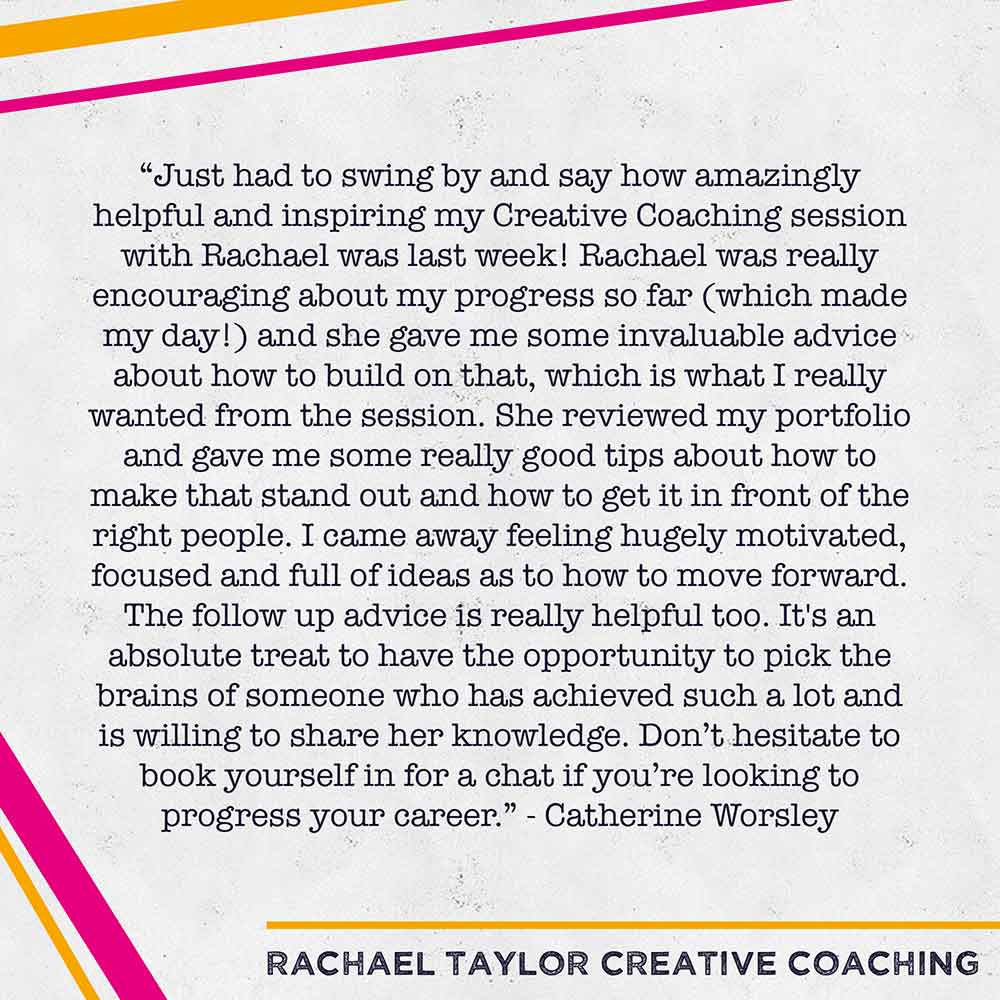 “Just had to swing by and say how amazingly
helpful and inspiring my Creative Coaching session
with Rachael was last week! Rachael was really
encouraging about my progress so far (which made
my day!) and she gave me some invaluable advice
about how to build on that, which is what I really
wanted from the session. She reviewed my portfolio
and gave me some really good tips about how to
make that stand out and how to get it in front of the
right people. I came away feeling hugely motivated,
focused and full of ideas as to how to move forward.
The follow up advice is really helpful too. It's an
absolute treat to have the opportunity to pick the
brains of someone who has achieved such a lot and
is willing to share her knowledge. Don’t hesitate to
book yourself in for a chat if you’re looking to
progress your career.” - Catherine Worsley
RACHAEL TAYLOR CREATIVE COACHING